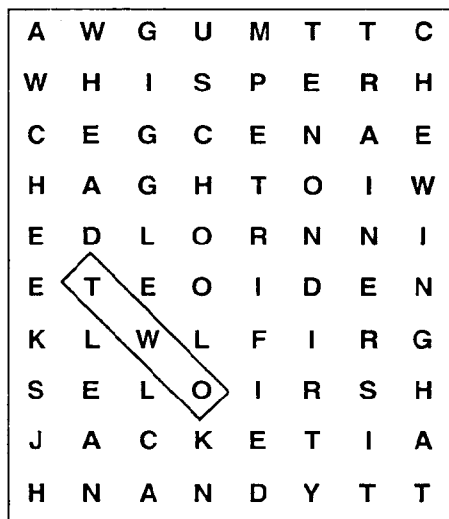 A W G U M T T C
W H I S P E R H
C E G C E N A E
H A G H T O I W
E D L O R N N I
E T E O I D E N
K L W L F I R G
S E L O I R S H
J A C K E T I A
H N A N D Y T T